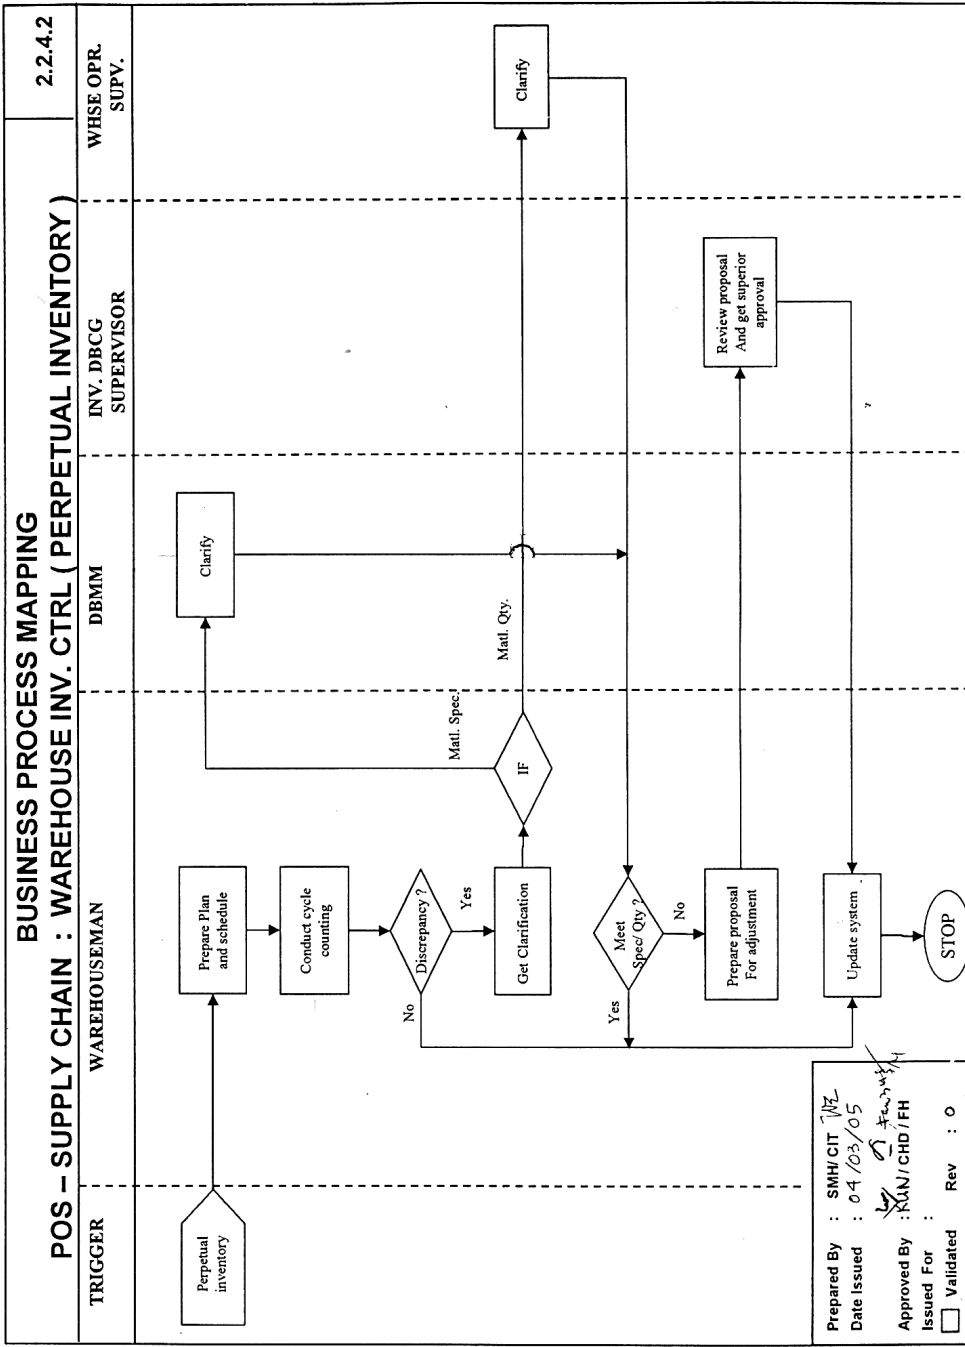 BUSINESS PROCESS MAPPING
POS – SUPPLY CHAIN : WAREHOUSE INV. CTRL ( PERPETUAL INVENTORY )
2.2.4.2
TRIGGER
WAREHOUSEMAN
DBMM
INV. DBCG
SUPERVISOR
WHSE OPR.
SUPV.
Perpetual
inventory
Prepare Plan
and schedule
Conduct cycle
counting
Discrepancy ?
No
Yes
Get Clarification
IF
Matl. Spec.
Matl. Qty.
Clarify
Clarify
Meet
Spec/ Qty ?
Yes
No
Prepare proposal
For adjustment
Review proposal
And get superior
approval
Update system
STOP
Prepared By : SMH/ CIT
Date Issued : 04/03/05
Approved By : KUN/ CHD / FH
Issued For :
Validated Rev : 0